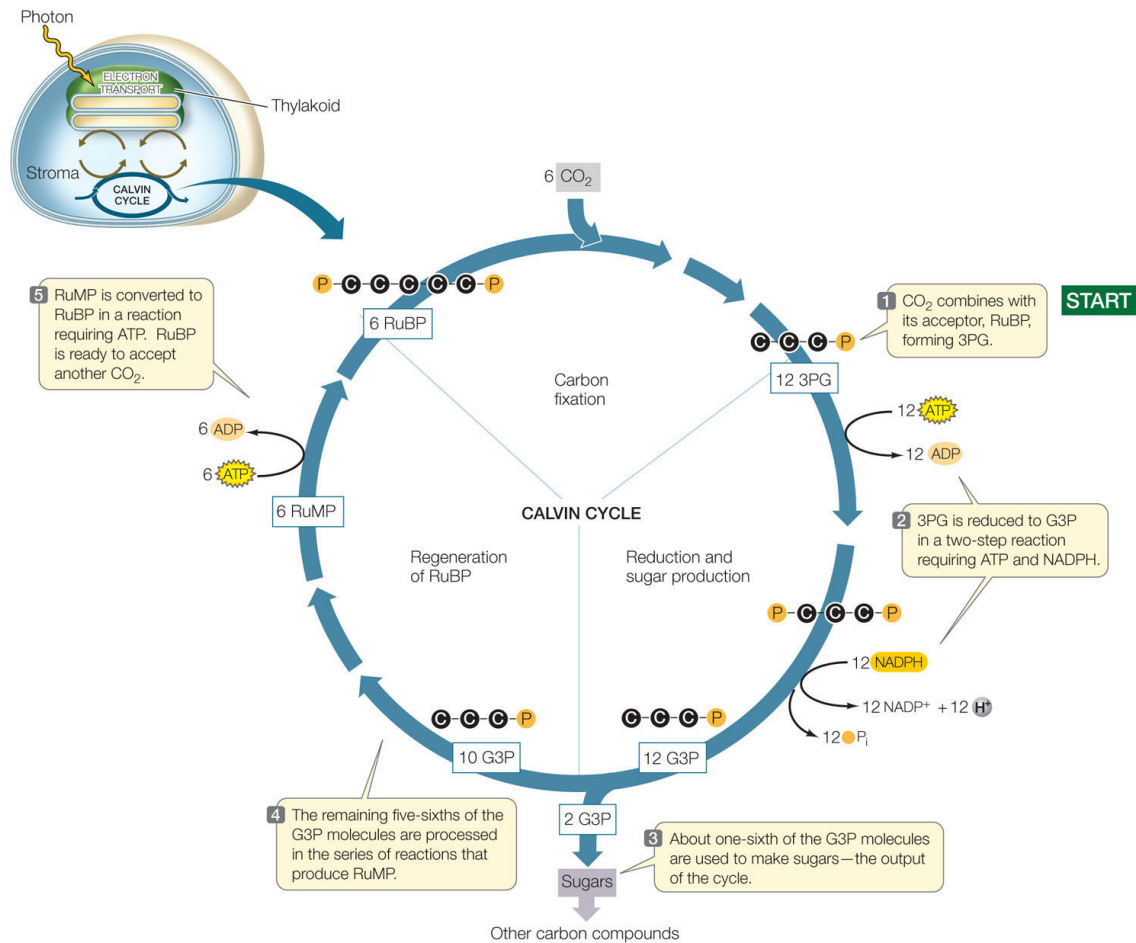 Photon
ELECTRON
TRANSPORT
Thylakoid
Stroma
CALVIN
CYCLE
6 CO₂
P-C-C-C-C-C-P
6 RuBP
5 RuMP is converted to
RuBP in a reaction
requiring ATP. RuBP
is ready to accept
another CO₂.
1 CO₂ combines with
its acceptor, RuBP,
forming 3PG.
START
C-C-C-P
12 3PG
Carbon
fixation
12 ATP
12 ADP
6 ADP
6 ATP
6 RuMP
CALVIN CYCLE
2 3PG is reduced to G3P
in a two-step reaction
requiring ATP and NADPH.
Regeneration
of RuBP
Reduction and
sugar production
P-C-C-C-P
12 NADPH
12 NADP⁺ + 12 H⁺
12 Pi
C-C-C-P
10 G3P
C-C-C-P
12 G3P
2 G3P
4 The remaining five-sixths of the
G3P molecules are processed
in the series of reactions that
produce RuMP.
3 About one-sixth of the G3P molecules
are used to make sugars—the output
of the cycle.
Sugars
Other carbon compounds